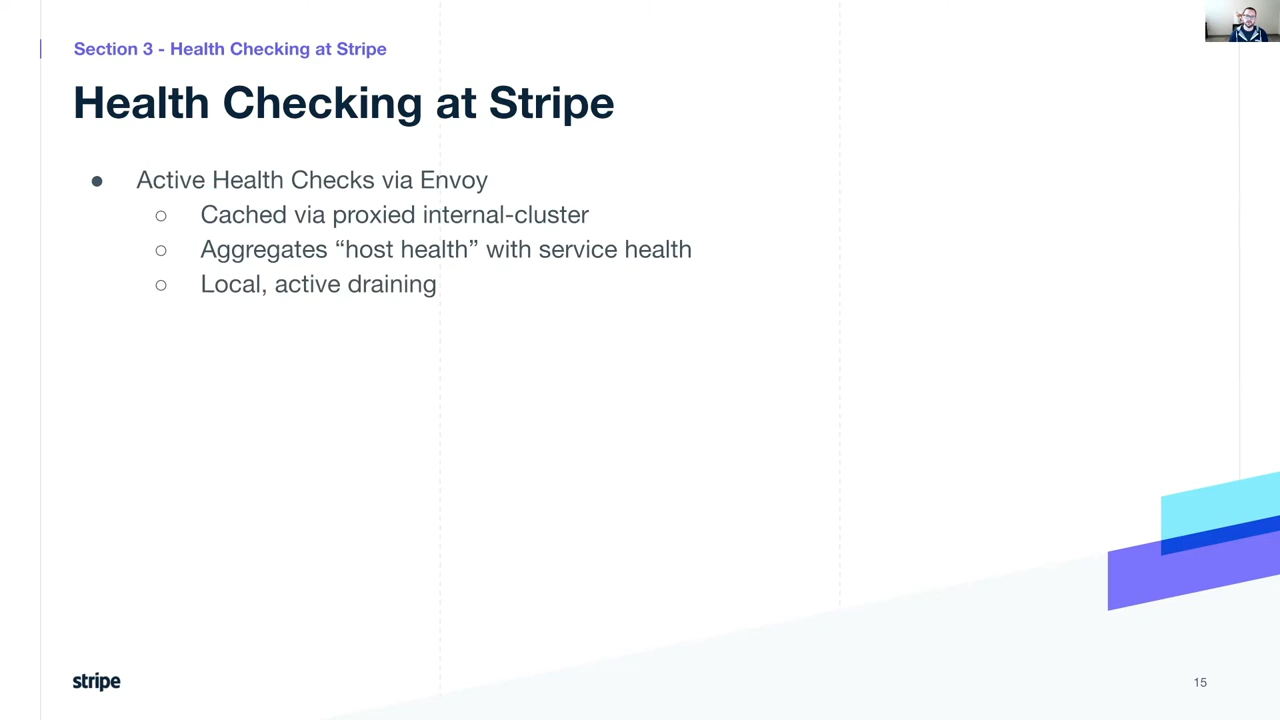 Section 3 - Health Checking at Stripe
Health Checking at Stripe
● Active Health Checks via Envoy
○ Cached via proxied internal-cluster
○ Aggregates “host health” with service health
○ Local, active draining
stripe
15